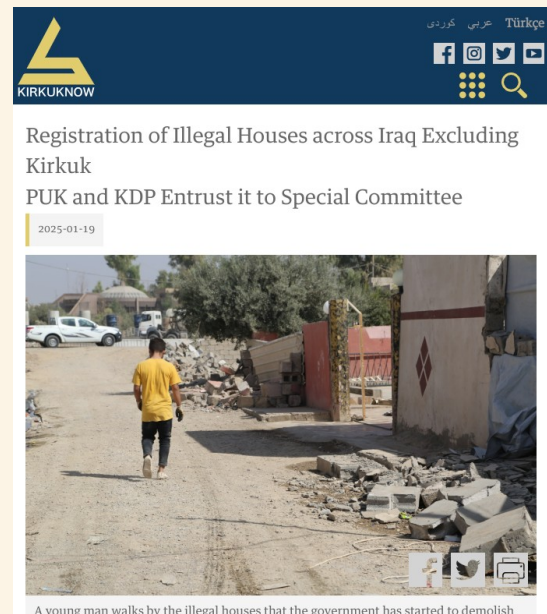 Türkçe عربي كوردى
KIRKUKNOW
Registration of Illegal Houses across Iraq Excluding
Kirkuk
PUK and KDP Entrust it to Special Committee
2025-01-19
A young man walks by the illegal houses that the government has started to demolish